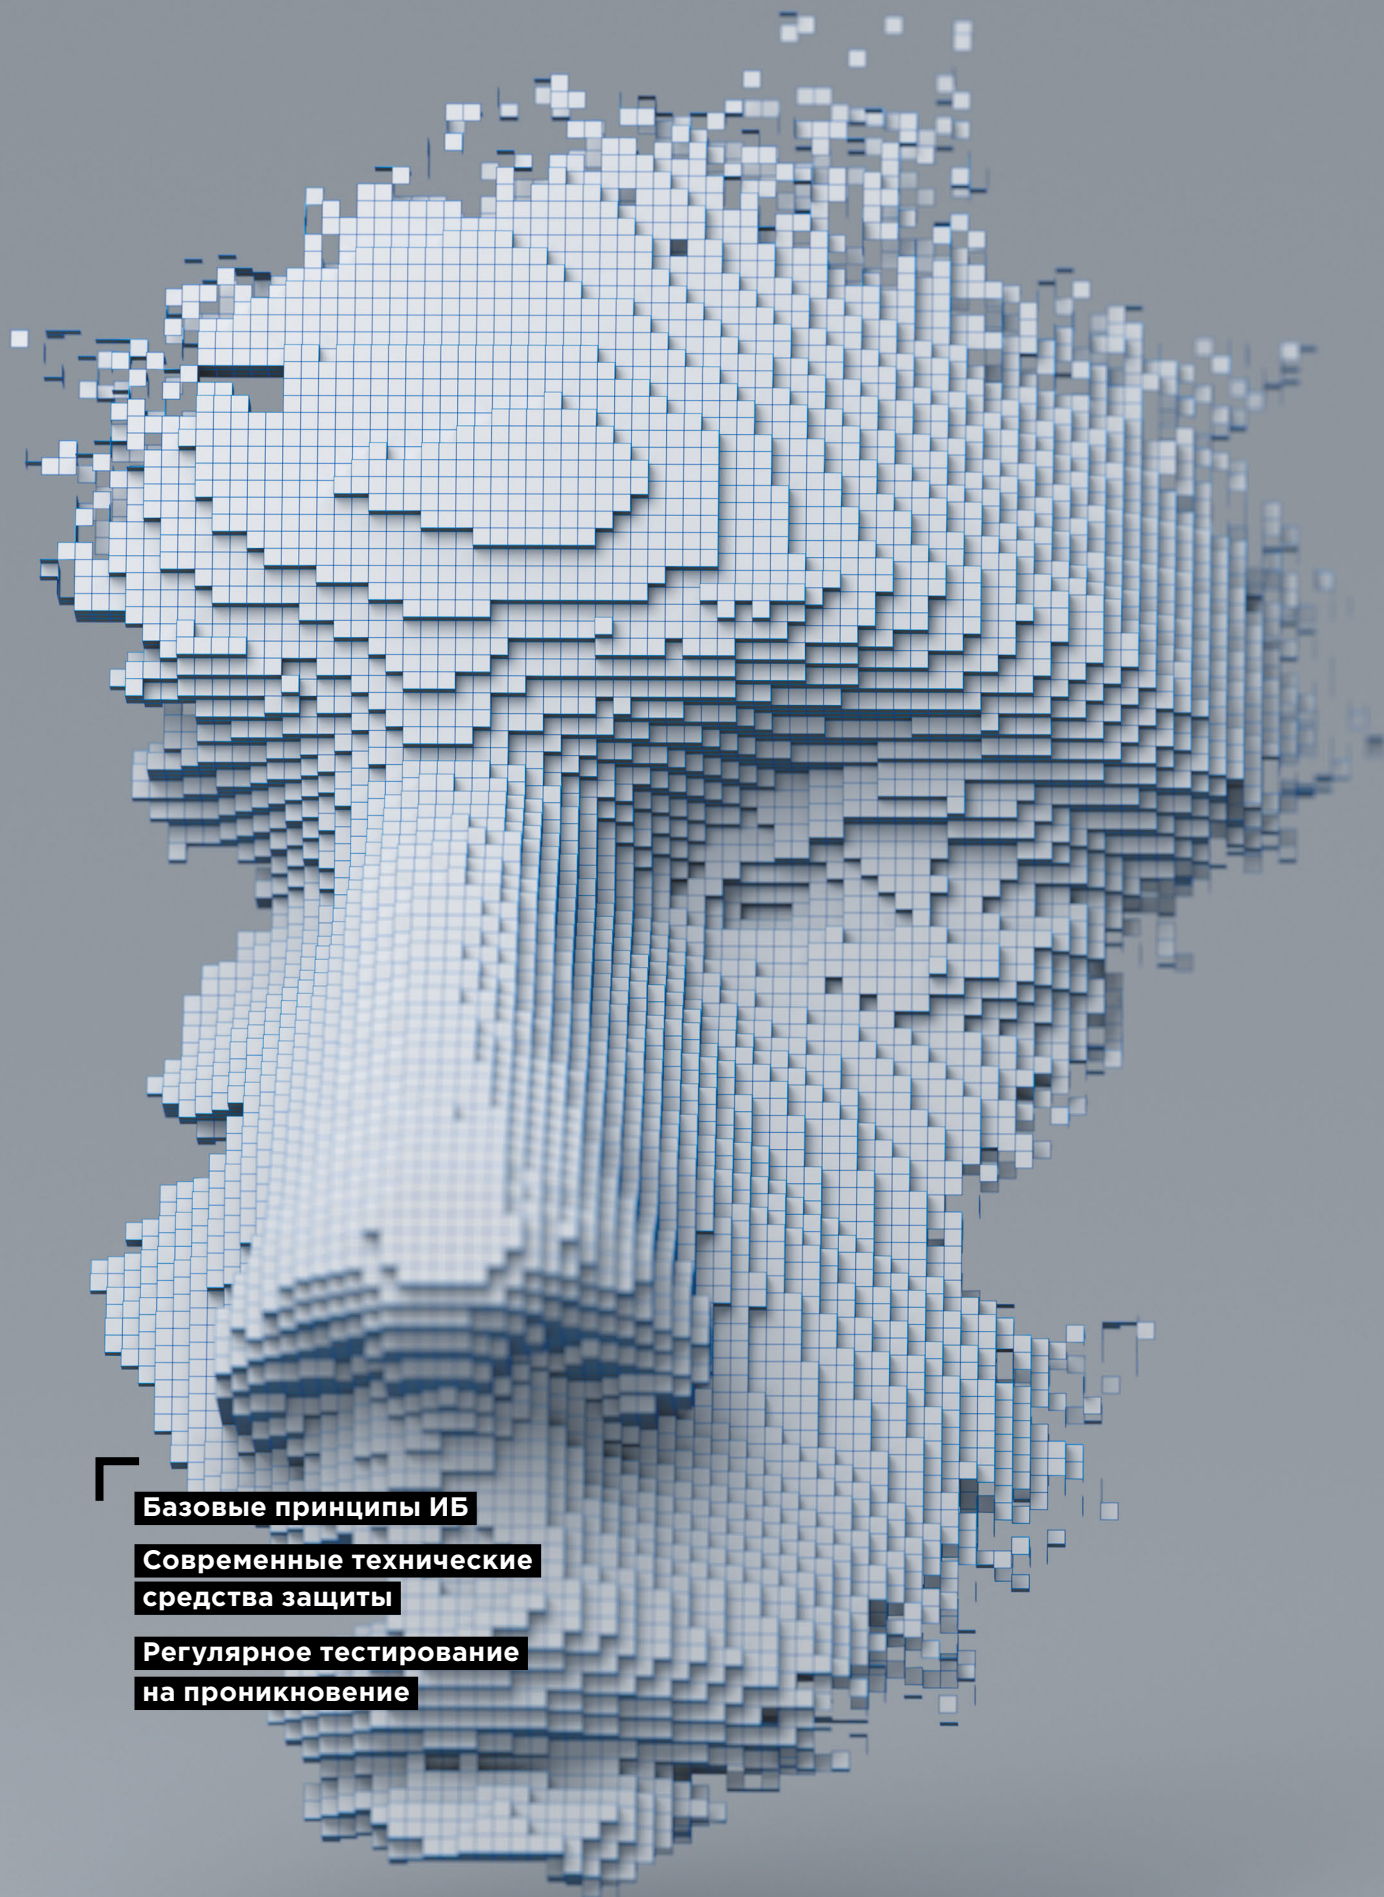 Базовые принципы ИБ
Современные технические
средства защиты
Регулярное тестирование
на проникновение